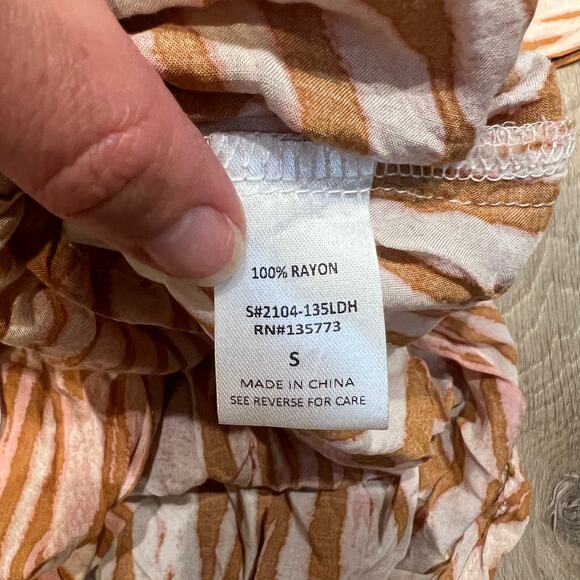 100% RAYON
S#2104-135LDH
RN#135773
S
MADE IN CHINA
SEE REVERSE FOR CARE